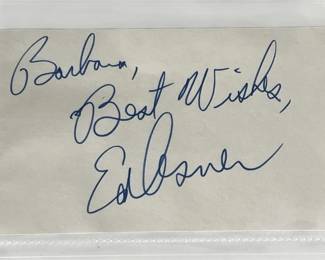 Barbara,
Best Wishes,
Ed Asner